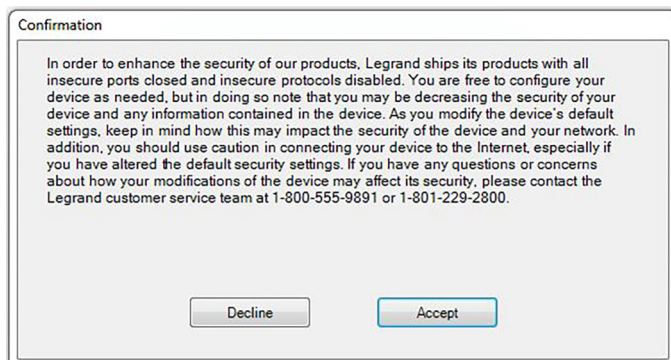 Confirmation
In order to enhance the security of our products, Legrand ships its products with all
insecure ports closed and insecure protocols disabled. You are free to configure your
device as needed, but in doing so note that you may be decreasing the security of your
device and any information contained in the device. As you modify the device's default
settings, keep in mind how this may impact the security of the device and your network. In
addition, you should use caution in connecting your device to the Internet, especially if
you have altered the default security settings. If you have any questions or concerns
about how your modifications of the device may affect its security, please contact the
Legrand customer service team at 1-800-555-9891 or 1-801-229-2800.
Decline Accept